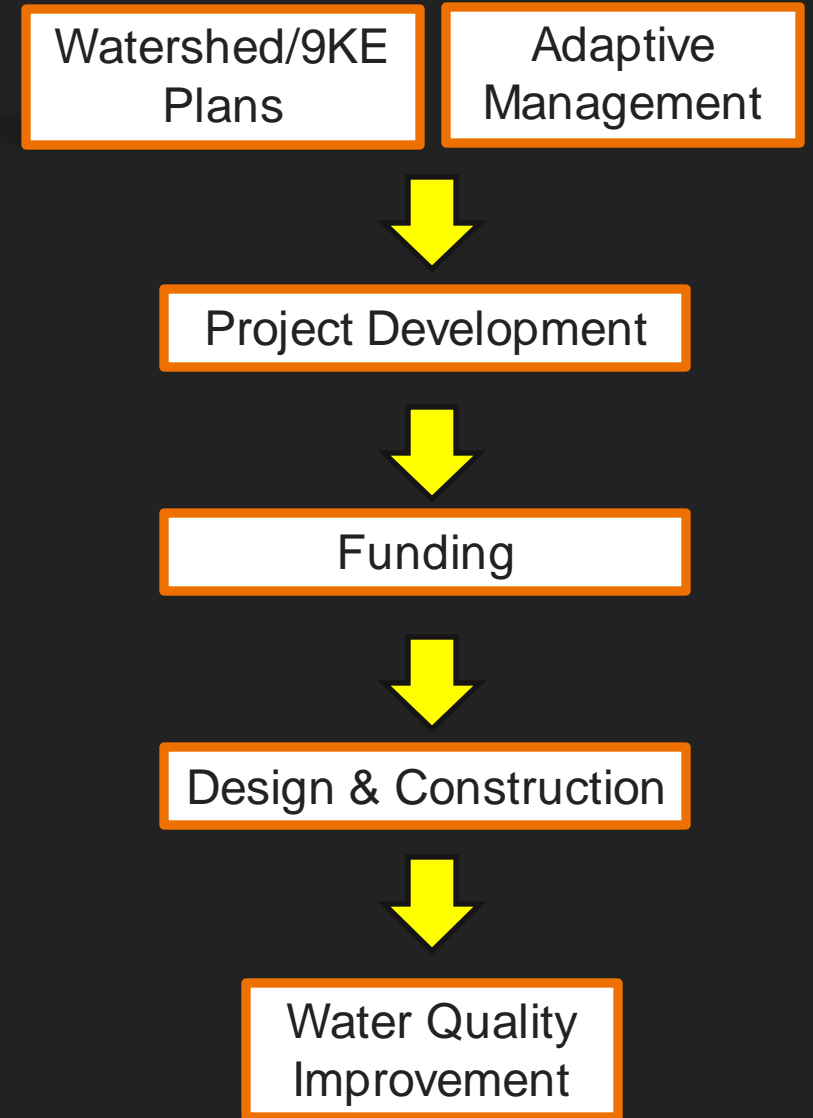 Watershed/9KE
Plans
Adaptive
Management
Project Development
Funding
Design & Construction
Water Quality
Improvement